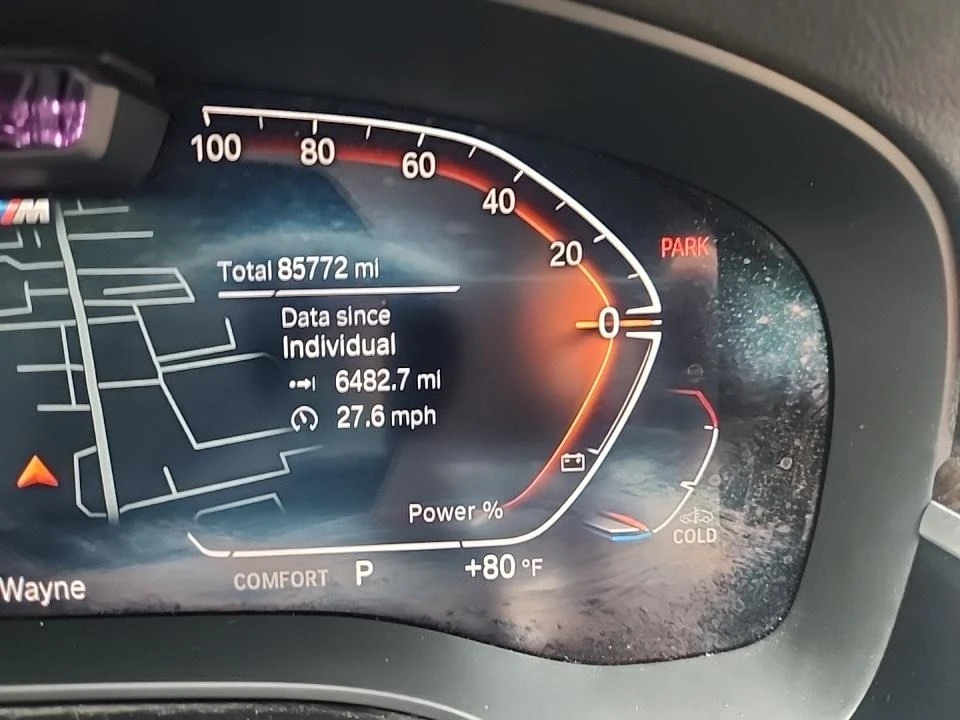 100 80 60 40 20 0
M
PARK
Total 85772 mi
Data since
Individual
6482.7 mi
27.6 mph
Power %
COLD
COMFORT P +80 °F
Wayne